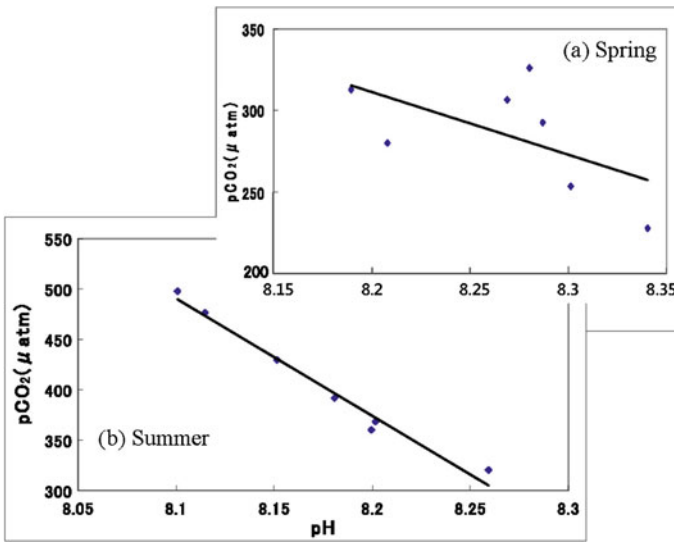 (a) Spring
pCO₂(μatm)
350
300
250
200
8.15 8.2 8.25 8.3 8.35
(b) Summer
pCO₂(μatm)
550
500
450
400
350
300
8.05 8.1 8.15 8.2 8.25 8.3
pH